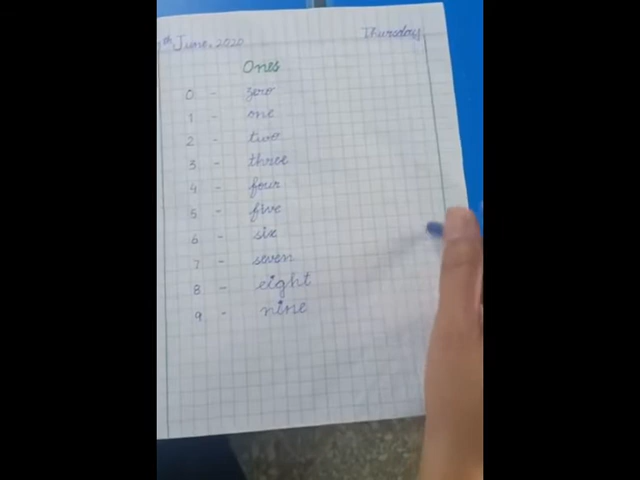 th June, 2020 Thursday
Ones
0 - zero
1 - one
2 - two
3 - three
4 - four
5 - five
6 - six
7 - seven
8 - eight
9 - nine